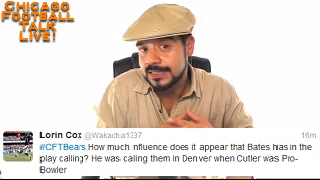 CHICAGO
FOOTBALL
TALK
LIVE!
Lorin Cox @Wakachia1237 16m
#CFTBears How much influence does it appear that Bates has in the
play calling? He was calling them in Denver when Cutler was Pro-
Bowler